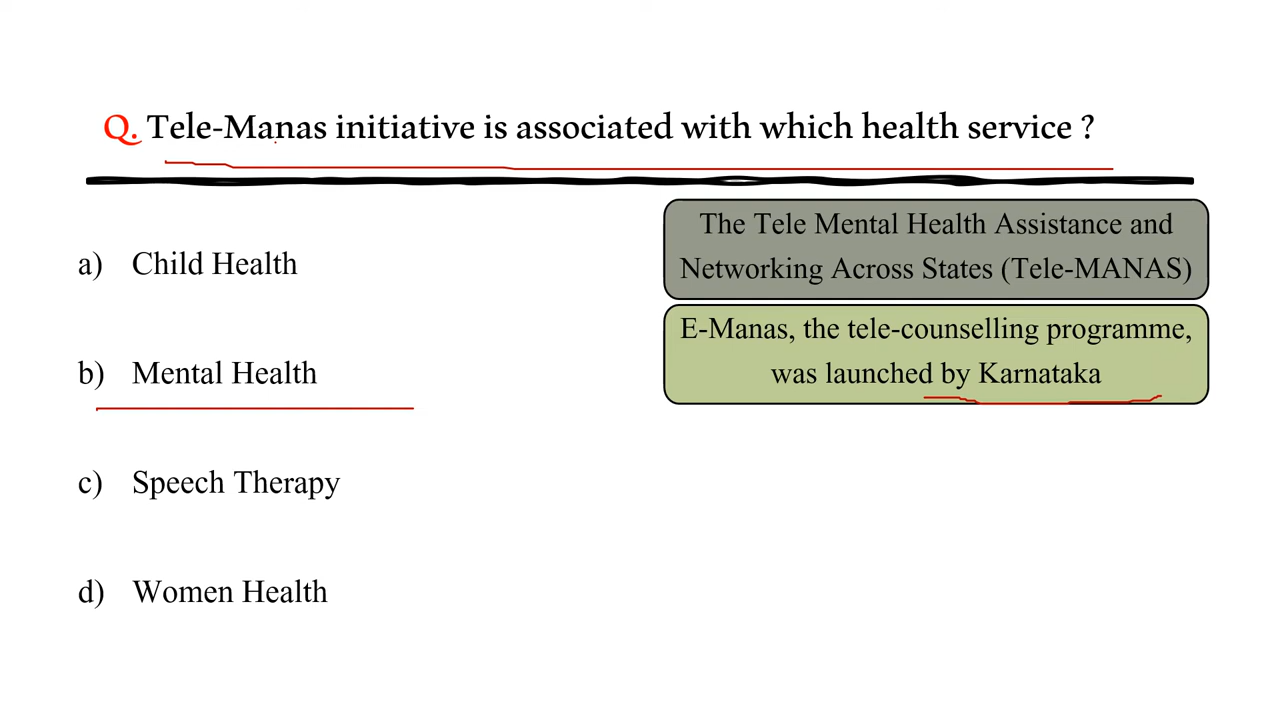 Q. Tele-Manas initiative is associated with which health service ?
The Tele Mental Health Assistance and
Networking Across States (Tele-MANAS)
E-Manas, the tele-counselling programme,
was launched by Karnataka
a) Child Health
b) Mental Health
c) Speech Therapy
d) Women Health